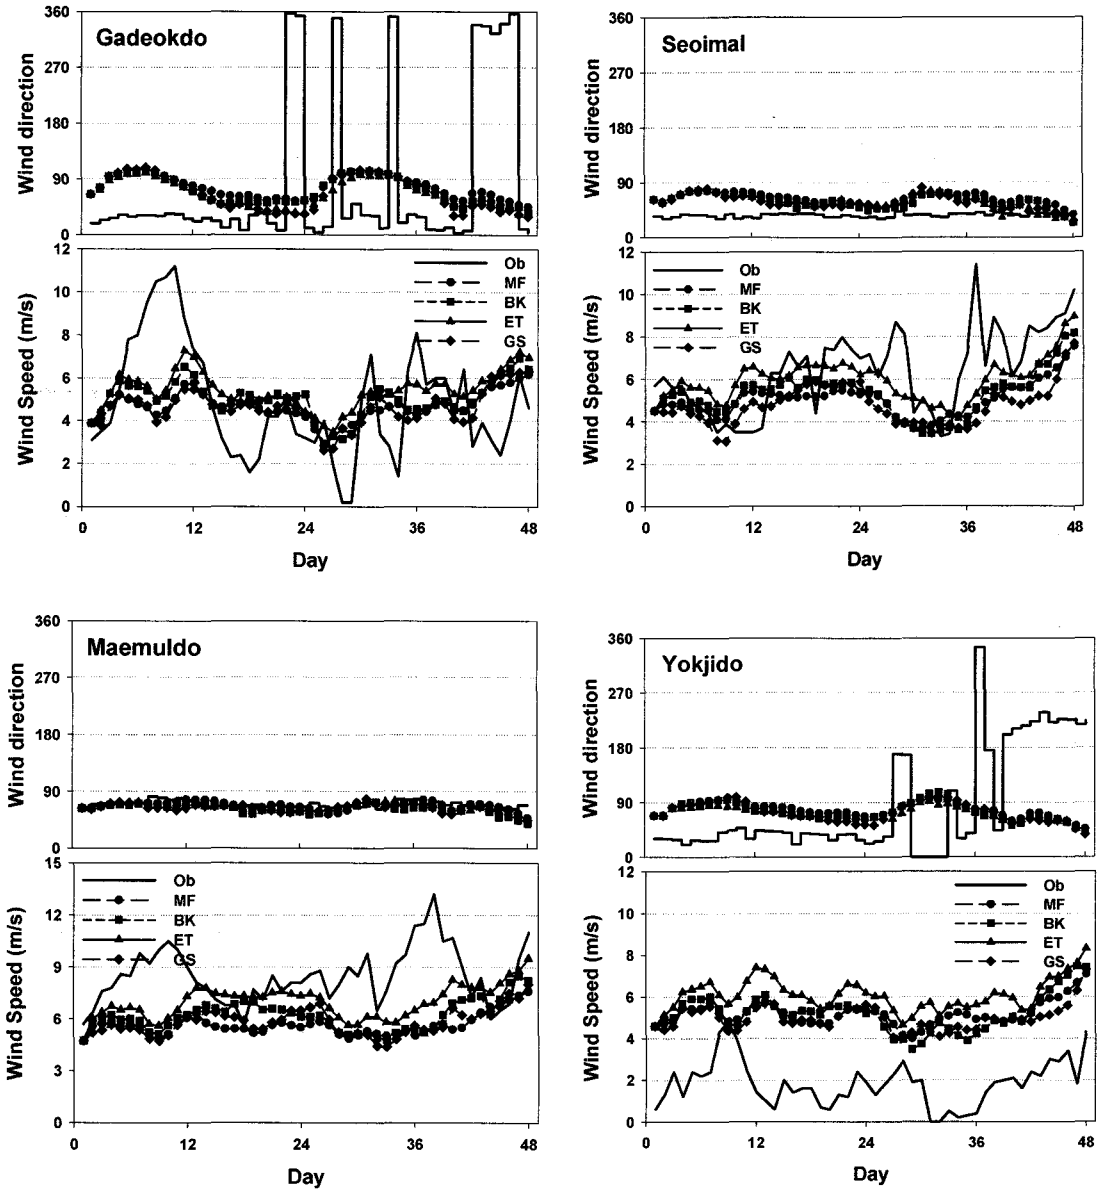 Gadeokdo
Wind direction
360
270
180
90
0
Wind Speed (m/s)
12
10
8
6
4
2
0
Ob
MF
BK
ET
GS
0 12 24 36 48
Day
Seoimal
Wind direction
360
270
180
90
0
Wind Speed (m/s)
12
10
8
6
4
2
0
Ob
MF
BK
ET
GS
0 12 24 36 48
Day
Maemuldo
Wind direction
360
270
180
90
0
Wind Speed (m/s)
15
12
9
6
3
0
Ob
MF
BK
ET
GS
0 12 24 36 48
Day
Yokjido
Wind direction
360
270
180
90
0
Wind Speed (m/s)
12
10
8
6
4
2
0
Ob
MF
BK
ET
GS
0 12 24 36 48
Day